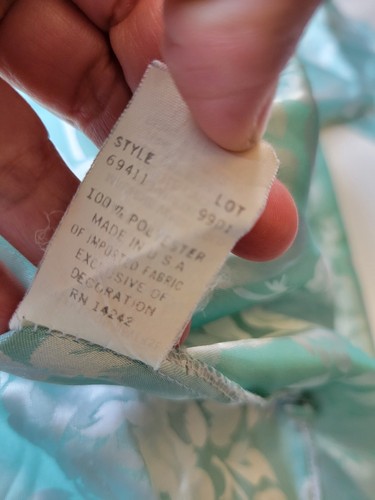 STYLE
69411
LOT
9901
100% POLYESTER
MADE IN U S A
OF IMPORTED FABRIC
EXCLUSIVE OF
DECORATION
RN 14242